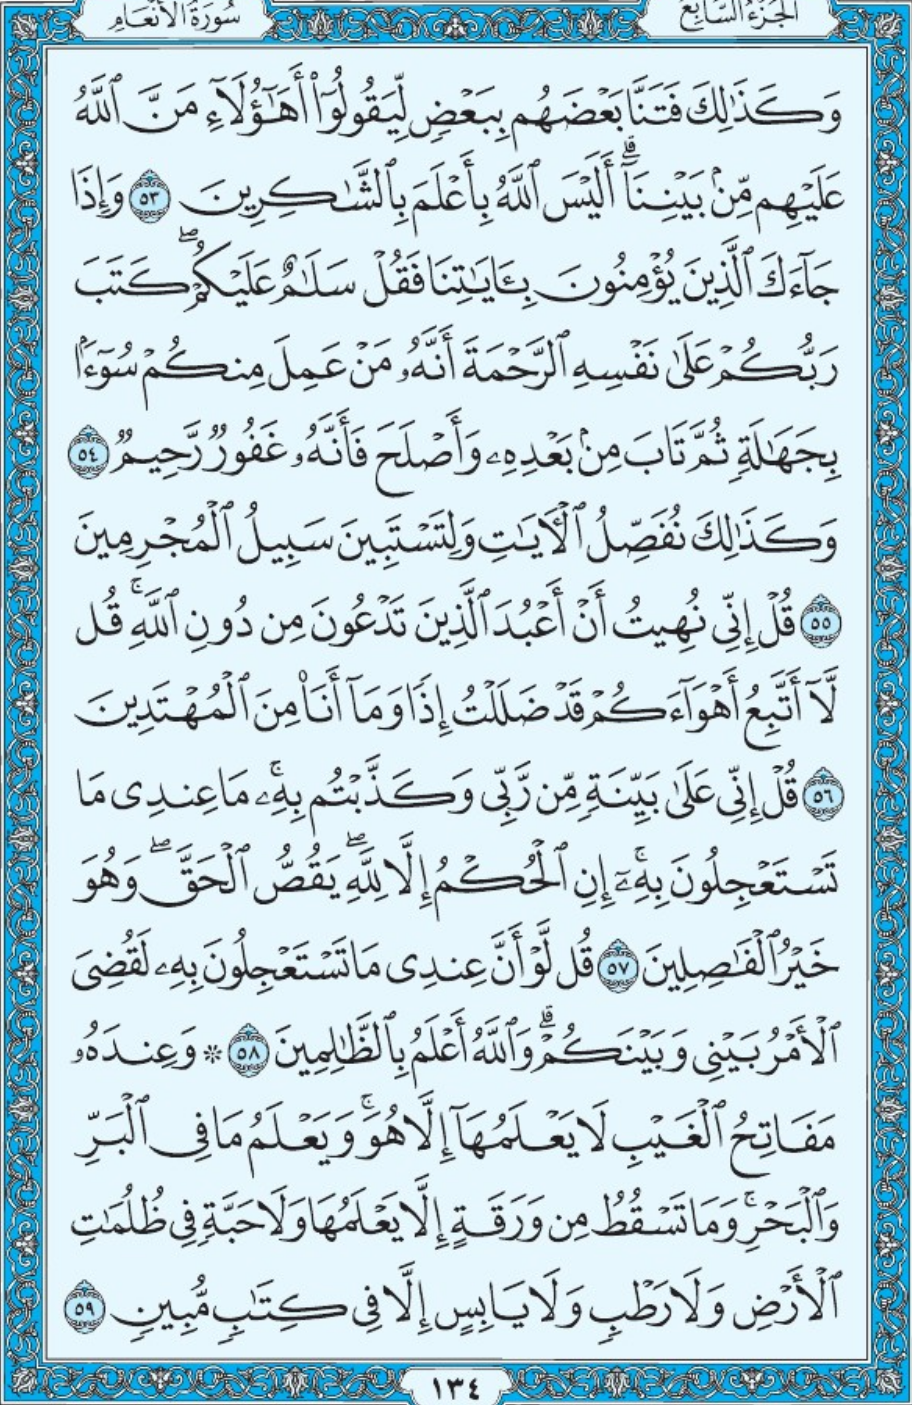 الجزء السابع
سورة الأنعام
وَكَذَٰلِكَ فَتَنَّا بَعْضَهُم بِبَعْضٍ لِّيَقُولُوٓا۟ أَهَـٰٓؤُلَآءِ مَنَّ ٱللَّهُ
عَلَيْهِم مِّنۢ بَيْنِنَآ ۗ أَلَيْسَ ٱللَّهُ بِأَعْلَمَ بِٱلشَّـٰكِرِينَ ٥٣ وَإِذَا
جَآءَكَ ٱلَّذِينَ يُؤْمِنُونَ بِـَٔايَـٰتِنَا فَقُلْ سَلَـٰمٌ عَلَيْكُمْ ۖ كَتَبَ
رَبُّكُمْ عَلَىٰ نَفْسِهِ ٱلرَّحْمَةَ أَنَّهُۥ مَنْ عَمِلَ مِنكُمْ سُوٓءًۢا
بِجَهَـٰلَةٍ ثُمَّ تَابَ مِنۢ بَعْدِهِۦ وَأَصْلَحَ فَأَنَّهُۥ غَفُورٌ رَّحِيمٌ ٥٤
وَكَذَٰلِكَ نُفَصِّلُ ٱلْـَٔايَـٰتِ وَلِتَسْتَبِينَ سَبِيلُ ٱلْمُجْرِمِينَ
٥٥ قُلْ إِنِّى نُهِيتُ أَنْ أَعْبُدَ ٱلَّذِينَ تَدْعُونَ مِن دُونِ ٱللَّهِ ۚ قُل
لَّآ أَتَّبِعُ أَهْوَآءَكُمْ قَدْ ضَلَلْتُ إِذًا وَمَآ أَنَا۠ مِنَ ٱلْمُهْتَدِينَ
٥٦ قُلْ إِنِّى عَلَىٰ بَيِّنَةٍ مِّن رَّبِّى وَكَذَّبْتُم بِهِۦ ۚ مَا عِندِى مَا
تَسْتَعْجِلُونَ بِهِۦٓ ۚ إِنِ ٱلْحُكْمُ إِلَّا لِلَّهِ ۖ يَقُصُّ ٱلْحَقَّ ۖ وَهُوَ
خَيْرُ ٱلْفَـٰصِلِينَ ٥٧ قُل لَّوْ أَنَّ عِندِى مَا تَسْتَعْجِلُونَ بِهِۦ لَقُضِىَ
ٱلْأَمْرُ بَيْنِى وَبَيْنَكُمْ ۗ وَٱللَّهُ أَعْلَمُ بِٱلظَّـٰلِمِينَ ٥٨ ۞ وَعِندَهُۥ
مَفَاتِحُ ٱلْغَيْبِ لَا يَعْلَمُهَآ إِلَّا هُوَ ۚ وَيَعْلَمُ مَا فِى ٱلْبَرِّ
وَٱلْبَحْرِ ۚ وَمَا تَسْقُطُ مِن وَرَقَةٍ إِلَّا يَعْلَمُهَا وَلَا حَبَّةٍ فِى ظُلُمَـٰتِ
ٱلْأَرْضِ وَلَا رَطْبٍ وَلَا يَابِسٍ إِلَّا فِى كِتَـٰبٍ مُّبِينٍ ٥٩
١٣٤